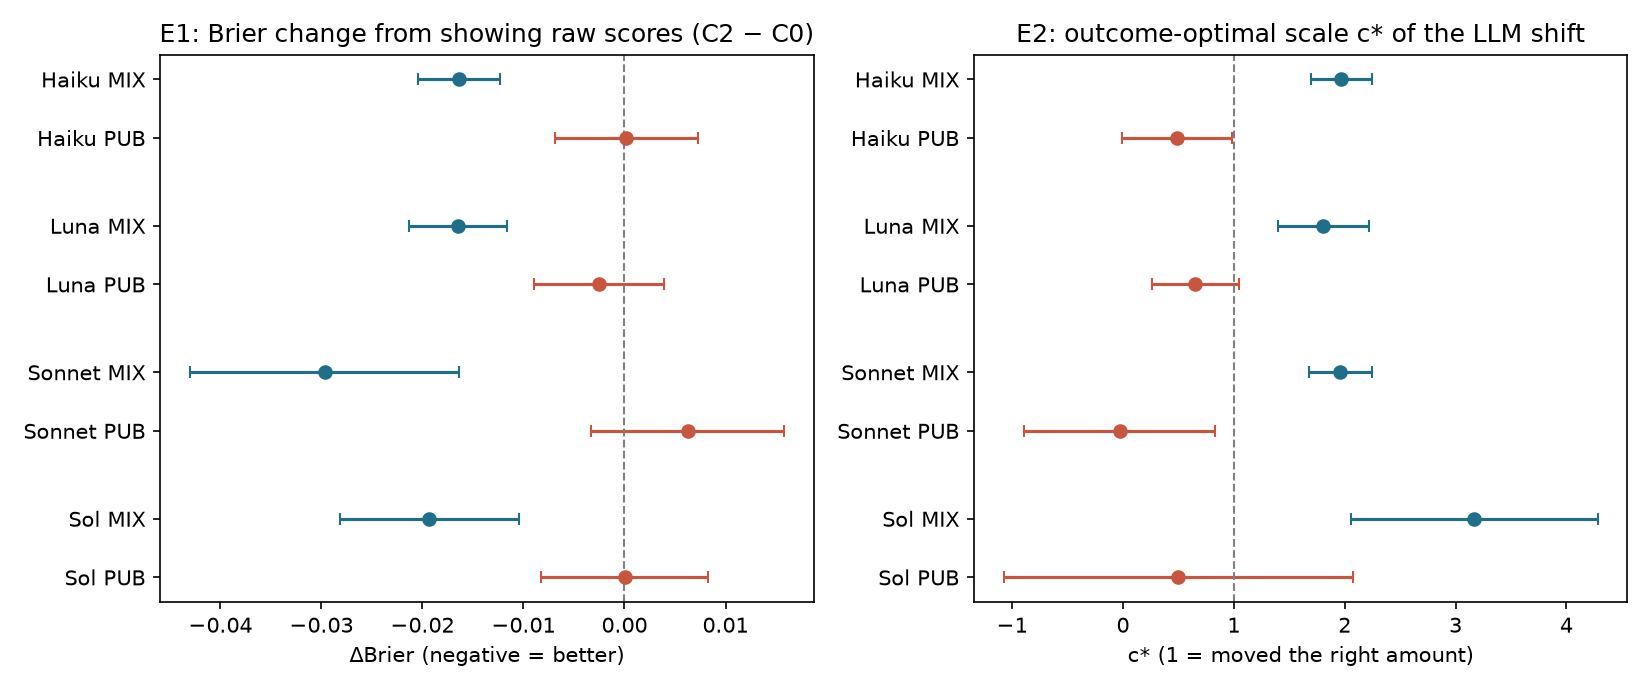 E1: Brier change from showing raw scores (C2 − C0)
Haiku MIX
Haiku PUB
Luna MIX
Luna PUB
Sonnet MIX
Sonnet PUB
Sol MIX
Sol PUB
−0.04 −0.03 −0.02 −0.01 0.00 0.01
ΔBrier (negative = better)
E2: outcome-optimal scale c* of the LLM shift
Haiku MIX
Haiku PUB
Luna MIX
Luna PUB
Sonnet MIX
Sonnet PUB
Sol MIX
Sol PUB
−1 0 1 2 3 4
c* (1 = moved the right amount)